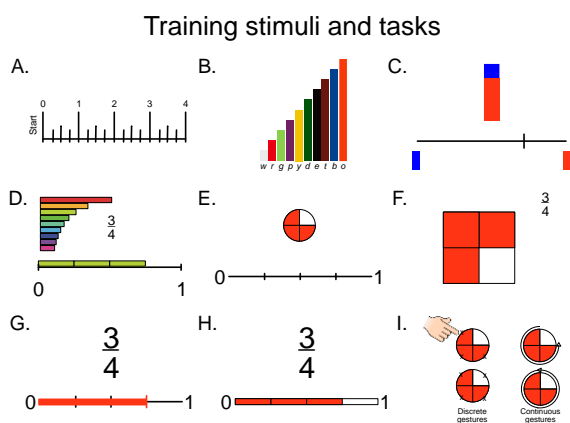 Training stimuli and tasks
A.
0 1 2 3 4
Start
B.
w r g p y d e t b o
C.
D.
3
4
0 1
E.
0 1
F.
3
4
G.
3
4
0 1
H.
3
4
0 1
I.
x x x x
x x x x
Discrete
gestures
Continuous
gestures